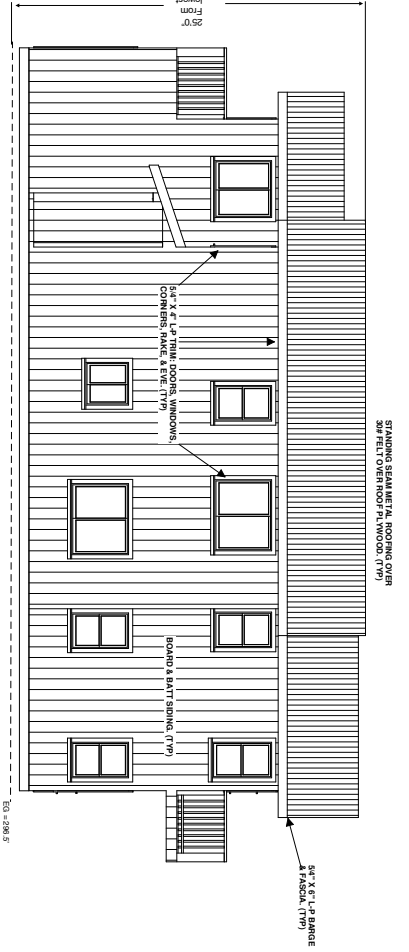 25'0"
From
lowest
STANDING SEAM METAL ROOFING OVER
30# FELT OVER ROOF PLYWOOD. (TYP)
5/4" X 4" L-P TRIM: DOORS, WINDOWS,
CORNERS, RAKE, & EVE. (TYP)
BOARD & BATT SIDING. (TYP)
5/4" X 6" L-P BARGE
& FASCIA. (TYP)
EG = 296.5'